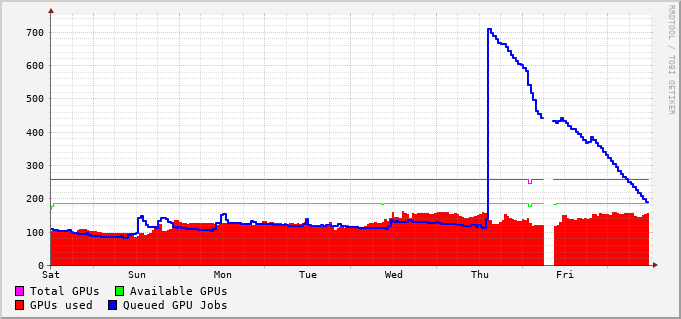 700
600
500
400
300
200
100
0
Sat Sun Mon Tue Wed Thu Fri
Total GPUs Available GPUs
GPUs used Queued GPU Jobs
RRDTOOL / TOBI OETIKER